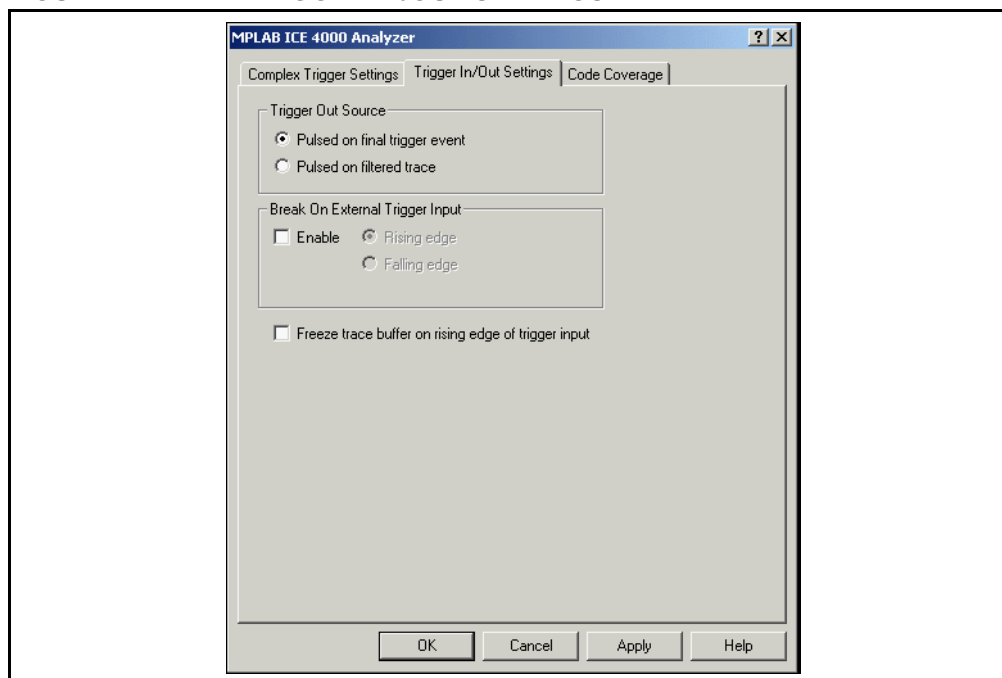 MPLAB ICE 4000 Analyzer
Complex Trigger Settings Trigger In/Out Settings Code Coverage
Trigger Out Source
Pulsed on final trigger event
Pulsed on filtered trace
Break On External Trigger Input
Enable Rising edge
Falling edge
Freeze trace buffer on rising edge of trigger input
OK Cancel Apply Help